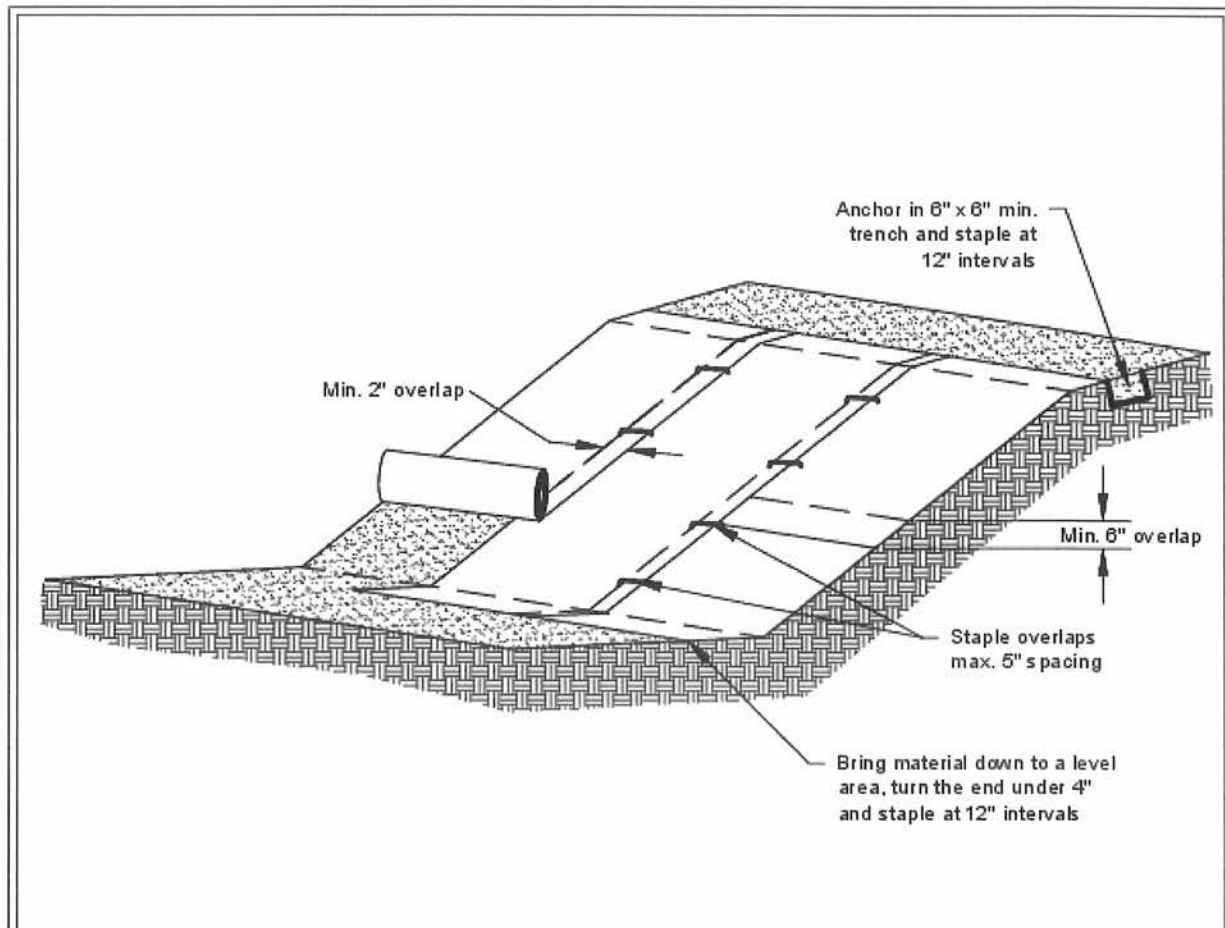 Anchor in 6" x 6" min.
trench and staple at
12" intervals
Min. 2" overlap
Min. 6" overlap
Staple overlaps
max. 5" spacing
Bring material down to a level
area, turn the end under 4"
and staple at 12" intervals